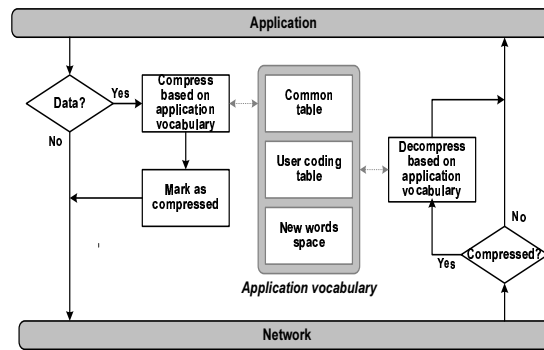 Application
Data?
Yes
No
Compress
based on
application
vocabulary
Mark as
compressed
Common
table
User coding
table
New words
space
Application vocabulary
Decompress
based on
application
vocabulary
No
Yes
Compressed?
Network